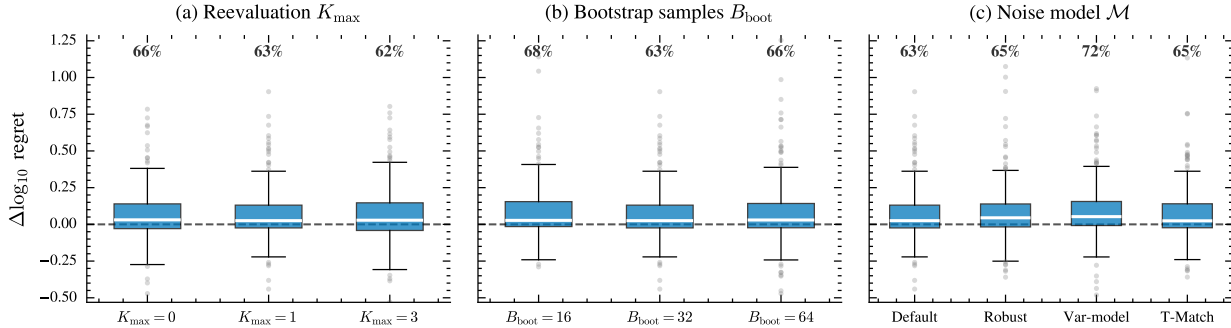 (a) Reevaluation K_max
(b) Bootstrap samples B_boot
(c) Noise model ℳ
Δlog₁₀ regret
1.25
1.00
0.75
0.50
0.25
0.00
−0.25
−0.50
66% 63% 62%
68% 63% 66%
63% 65% 72% 65%
K_max = 0 K_max = 1 K_max = 3
B_boot = 16 B_boot = 32 B_boot = 64
Default Robust Var-model T-Match